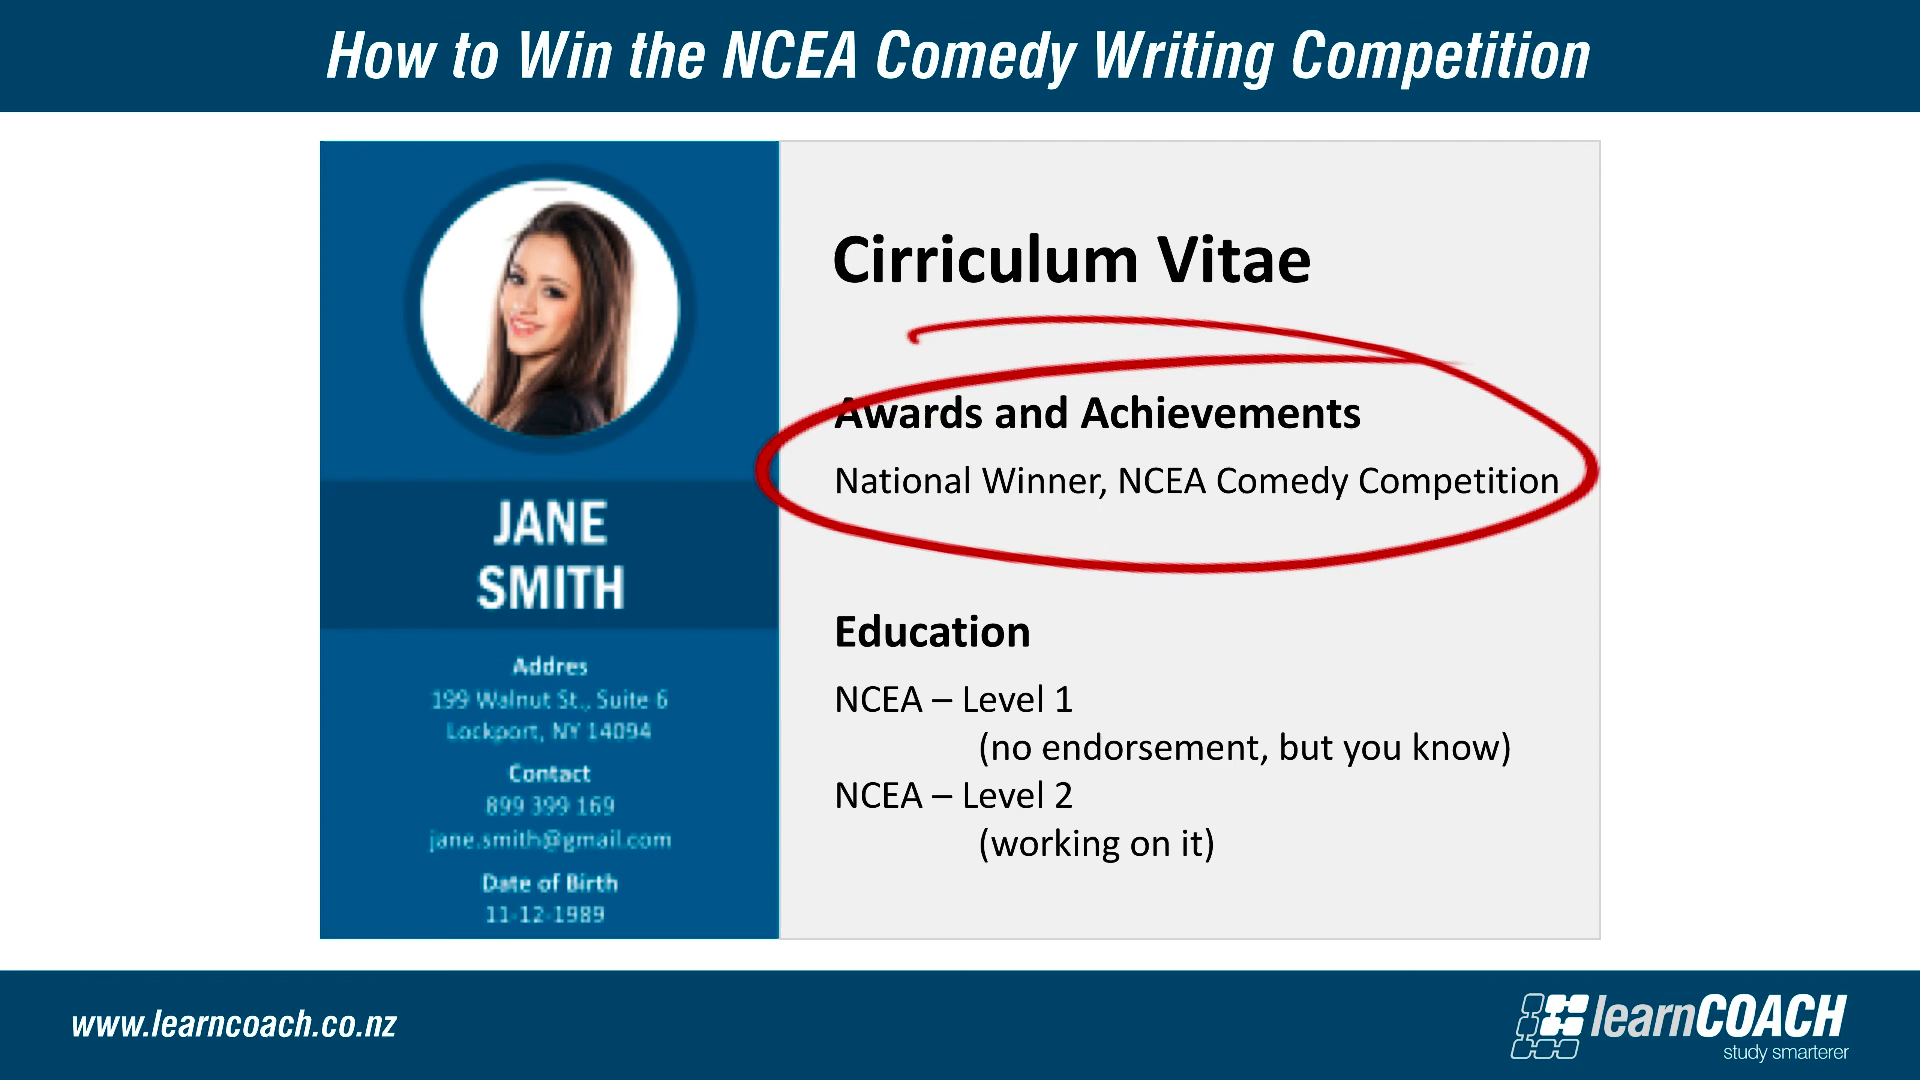 How to Win the NCEA Comedy Writing Competition
JANE
SMITH
Addres
199 Walnut St., Suite 6
Lockport, NY 14094
Contact
899 399 169
jane.smith@gmail.com
Date of Birth
11-12-1989
Cirriculum Vitae
Awards and Achievements
National Winner, NCEA Comedy Competition
Education
NCEA – Level 1
(no endorsement, but you know)
NCEA – Level 2
(working on it)
www.learncoach.co.nz
learnCOACH
study smarterer